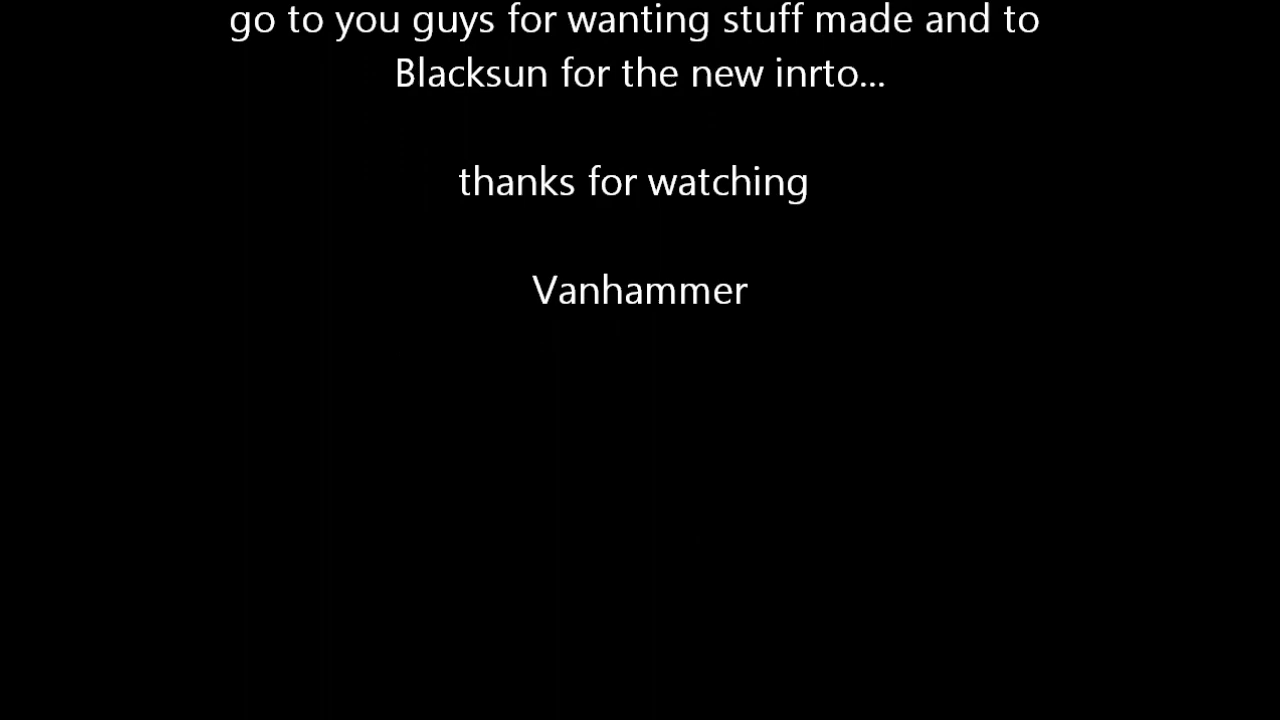 go to you guys for wanting stuff made and to
Blacksun for the new inrto...
thanks for watching
Vanhammer